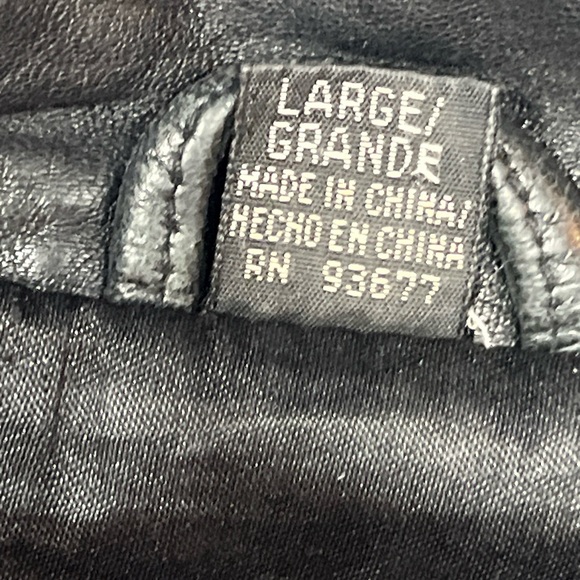 LARGE/
GRANDE
MADE IN CHINA/
HECHO EN CHINA
RN 93677